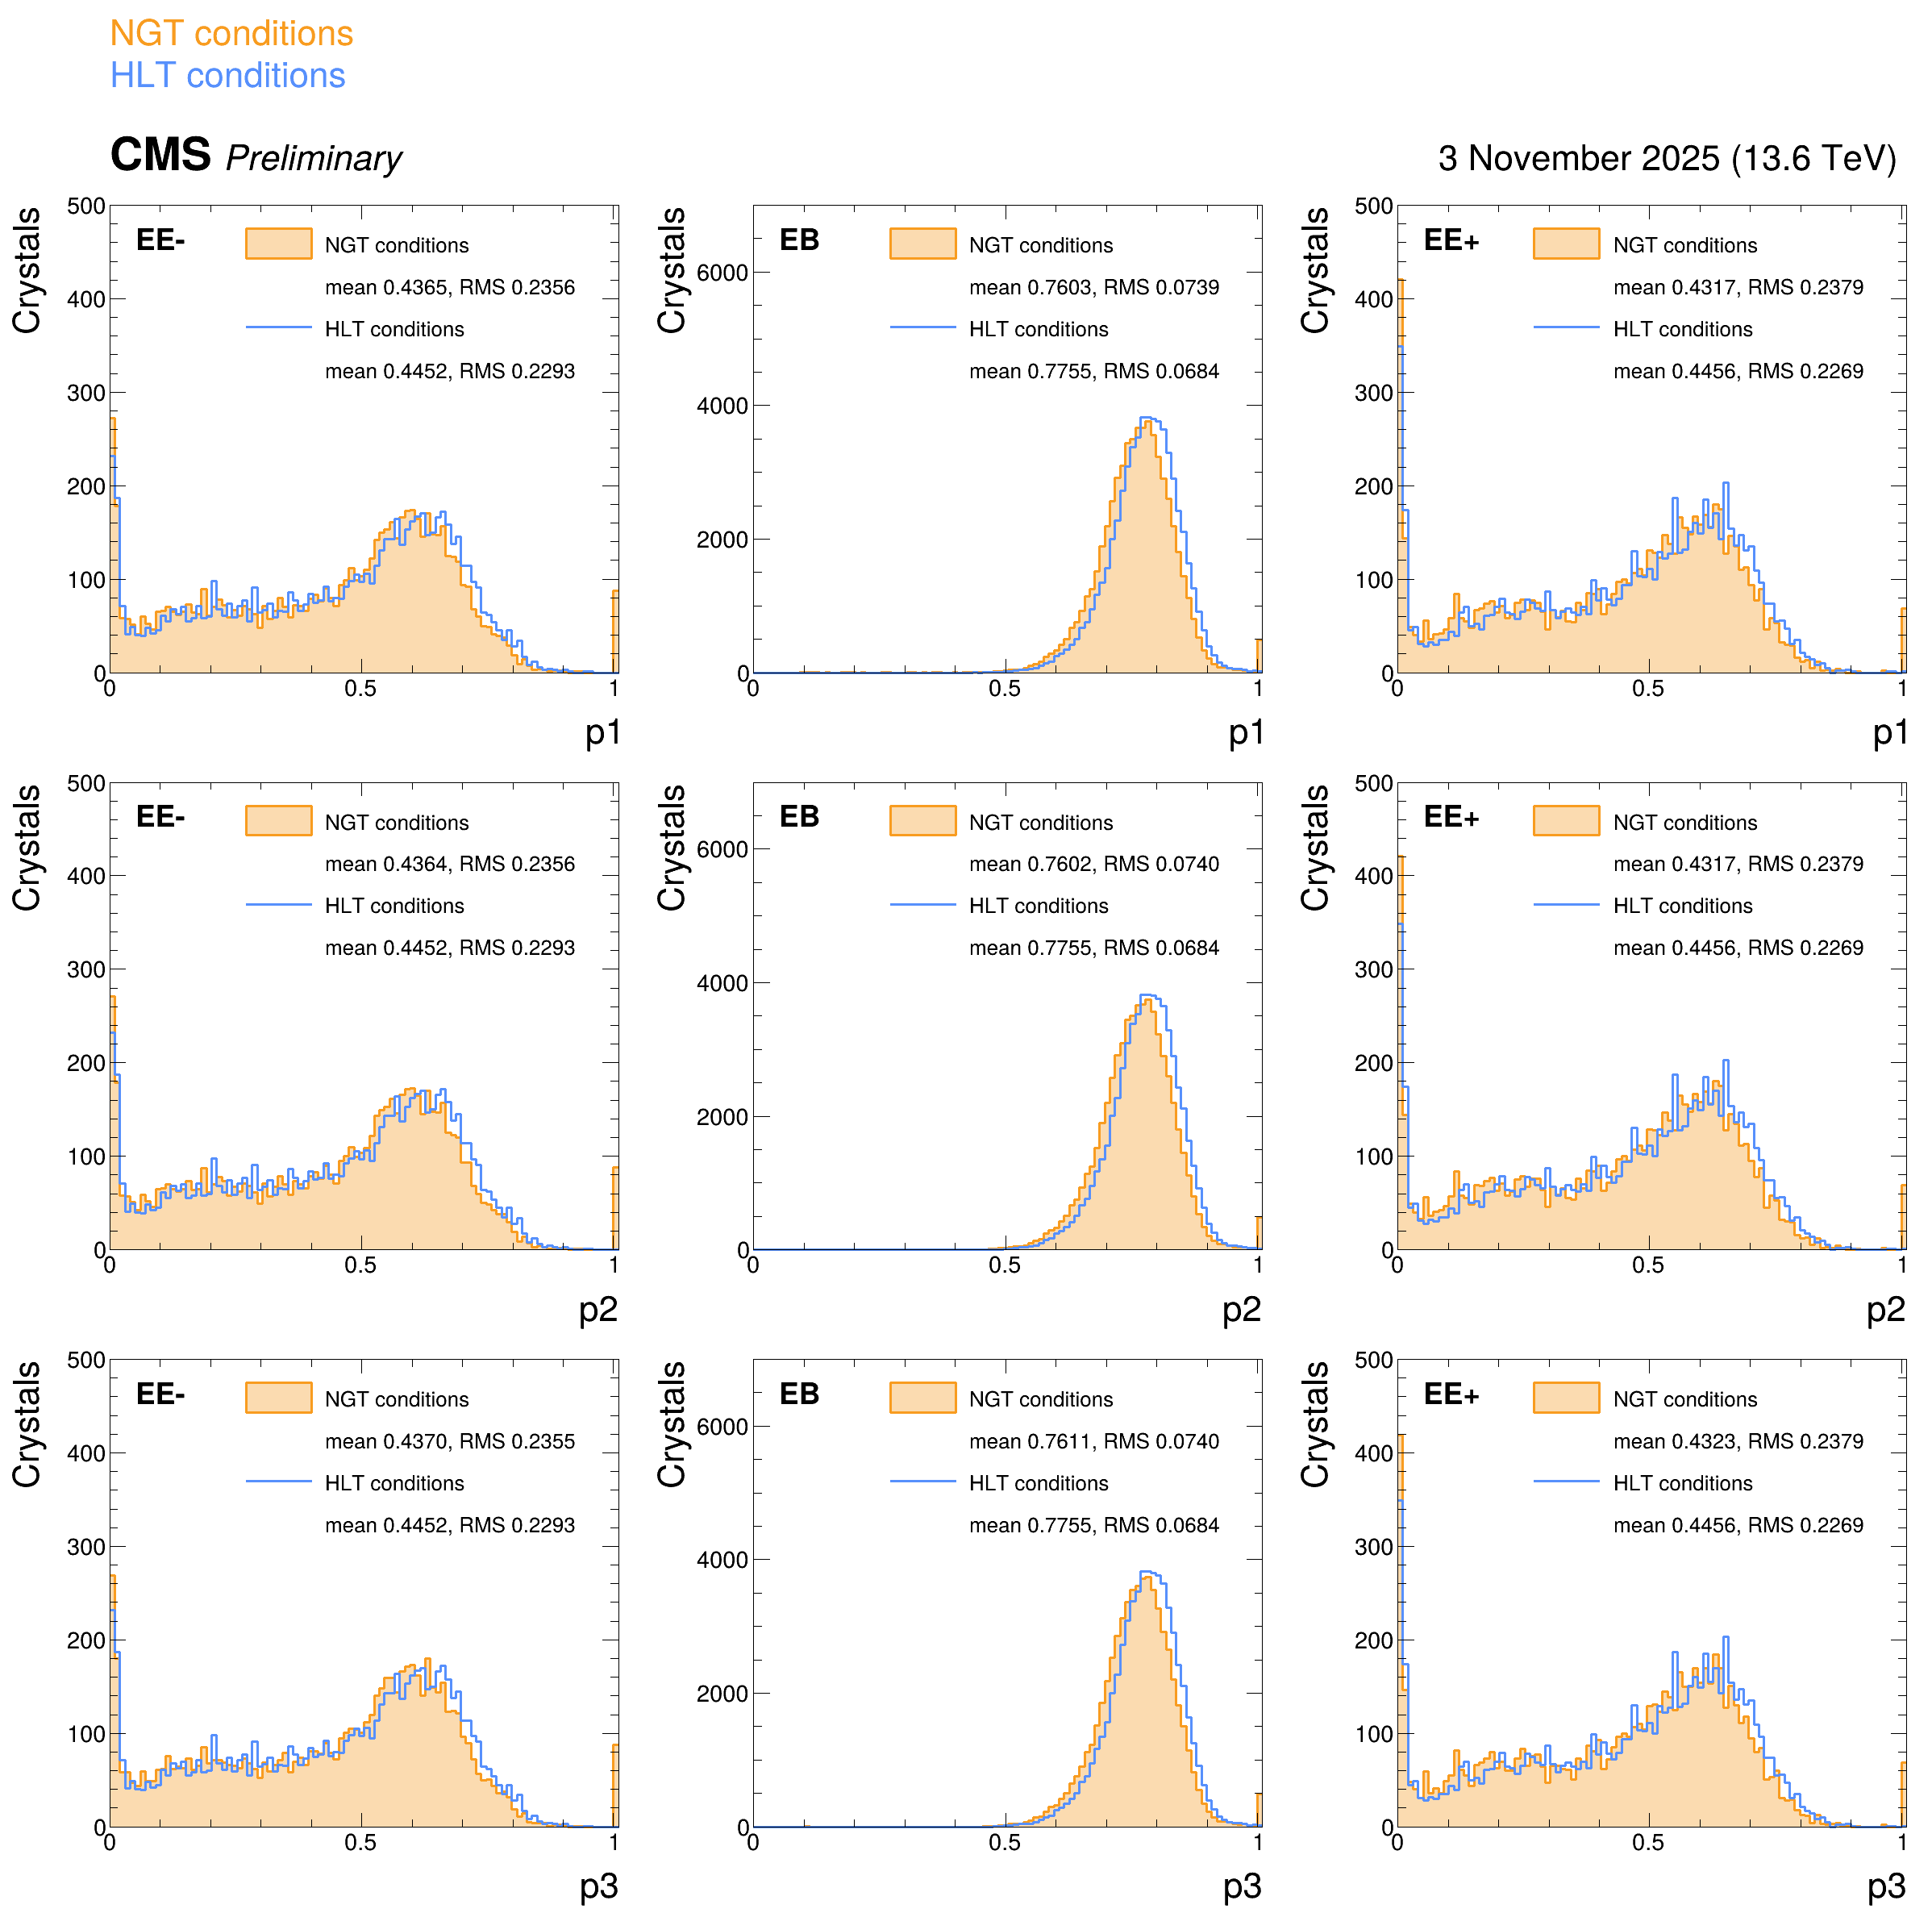 NGT conditions
HLT conditions
CMS Preliminary
3 November 2025 (13.6 TeV)
Crystals
500
400
300
200
100
0
EE-
NGT conditions
mean 0.4365, RMS 0.2356
HLT conditions
mean 0.4452, RMS 0.2293
0 0.5 1
p1
Crystals
6000
4000
2000
0
EB
NGT conditions
mean 0.7603, RMS 0.0739
HLT conditions
mean 0.7755, RMS 0.0684
0 0.5 1
p1
Crystals
500
400
300
200
100
0
EE+
NGT conditions
mean 0.4317, RMS 0.2379
HLT conditions
mean 0.4456, RMS 0.2269
0 0.5 1
p1
Crystals
500
400
300
200
100
0
EE-
NGT conditions
mean 0.4364, RMS 0.2356
HLT conditions
mean 0.4452, RMS 0.2293
0 0.5 1
p2
Crystals
6000
4000
2000
0
EB
NGT conditions
mean 0.7602, RMS 0.0740
HLT conditions
mean 0.7755, RMS 0.0684
0 0.5 1
p2
Crystals
500
400
300
200
100
0
EE+
NGT conditions
mean 0.4317, RMS 0.2379
HLT conditions
mean 0.4456, RMS 0.2269
0 0.5 1
p2
Crystals
500
400
300
200
100
0
EE-
NGT conditions
mean 0.4370, RMS 0.2355
HLT conditions
mean 0.4452, RMS 0.2293
0 0.5 1
p3
Crystals
6000
4000
2000
0
EB
NGT conditions
mean 0.7611, RMS 0.0740
HLT conditions
mean 0.7755, RMS 0.0684
0 0.5 1
p3
Crystals
500
400
300
200
100
0
EE+
NGT conditions
mean 0.4323, RMS 0.2379
HLT conditions
mean 0.4456, RMS 0.2269
0 0.5 1
p3